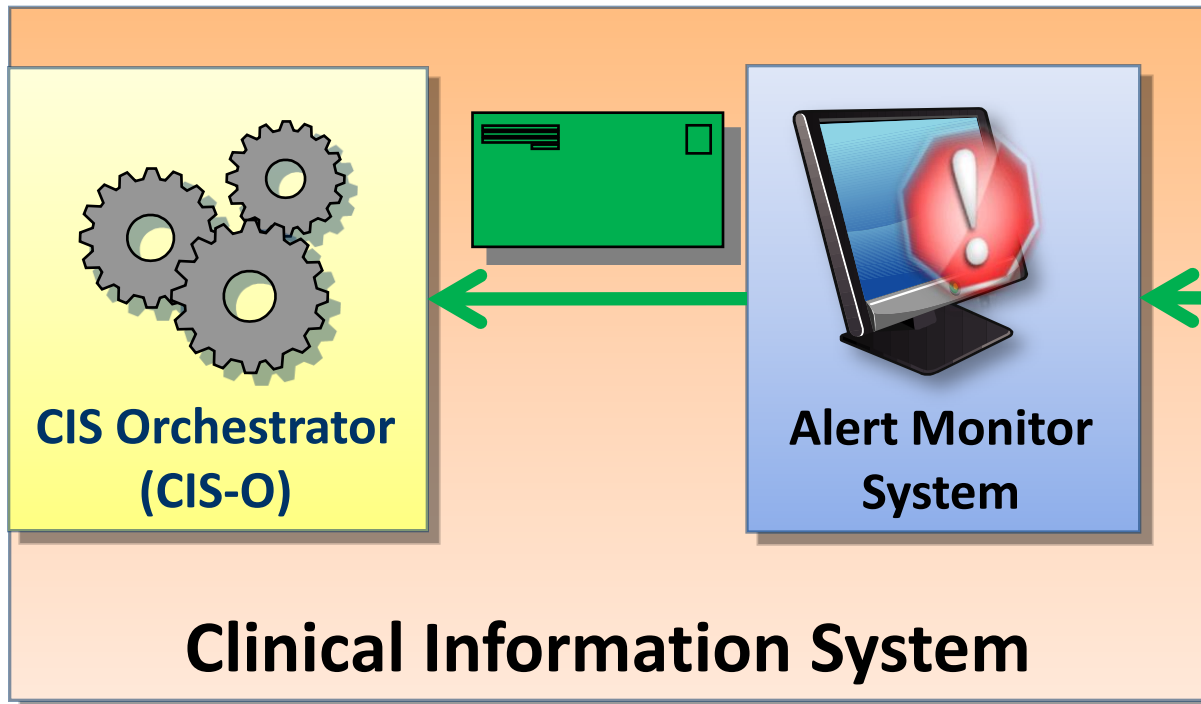 CIS Orchestrator
(CIS-O)
Alert Monitor
System
Clinical Information System